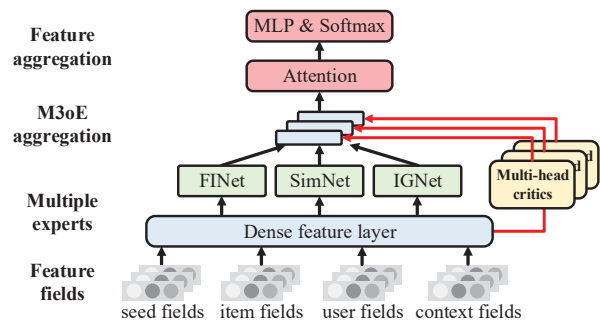 Feature
aggregation
MLP & Softmax
Attention
M3oE
aggregation
Multiple
experts
FINet
SimNet
IGNet
d
d
Multi-head
critics
Dense feature layer
Feature
fields
seed fields
item fields
user fields
context fields